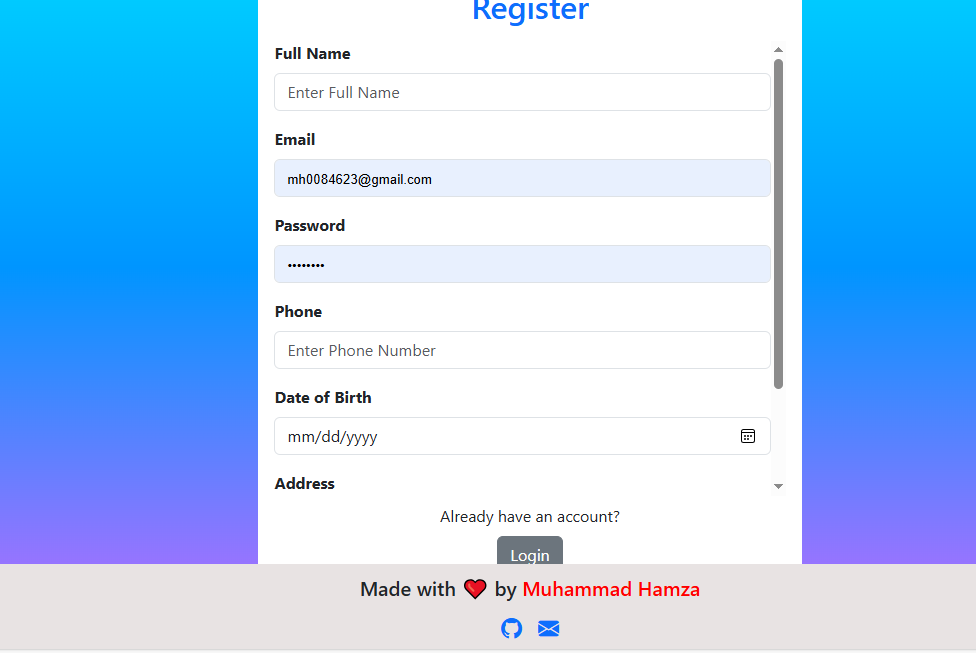 Register
Full Name
Enter Full Name
Email
mh0084623@gmail.com
Password
••••••••
Phone
Enter Phone Number
Date of Birth
mm/dd/yyyy
Address
Already have an account?
Login
Made with ❤️ by Muhammad Hamza